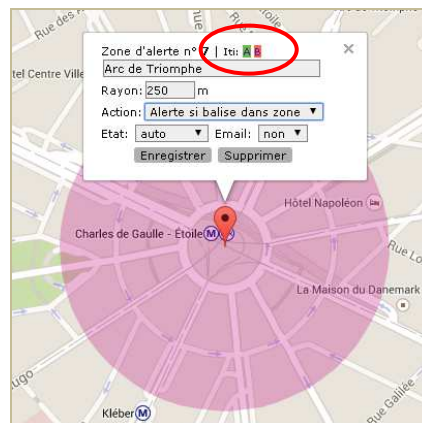 Rue des A
tel Centre Ville
Zone d'alerte n° 7 | Iti: A B
Arc de Triomphe
Rayon: 250 m
Action: Alerte si balise dans zone
Etat: auto Email: non
Enregistrer Supprimer
Hôtel Napoléon
Charles de Gaulle - Étoile M
Rue Lo
La Maison du Danemark
ugo
Rue Galilée
Kléber M